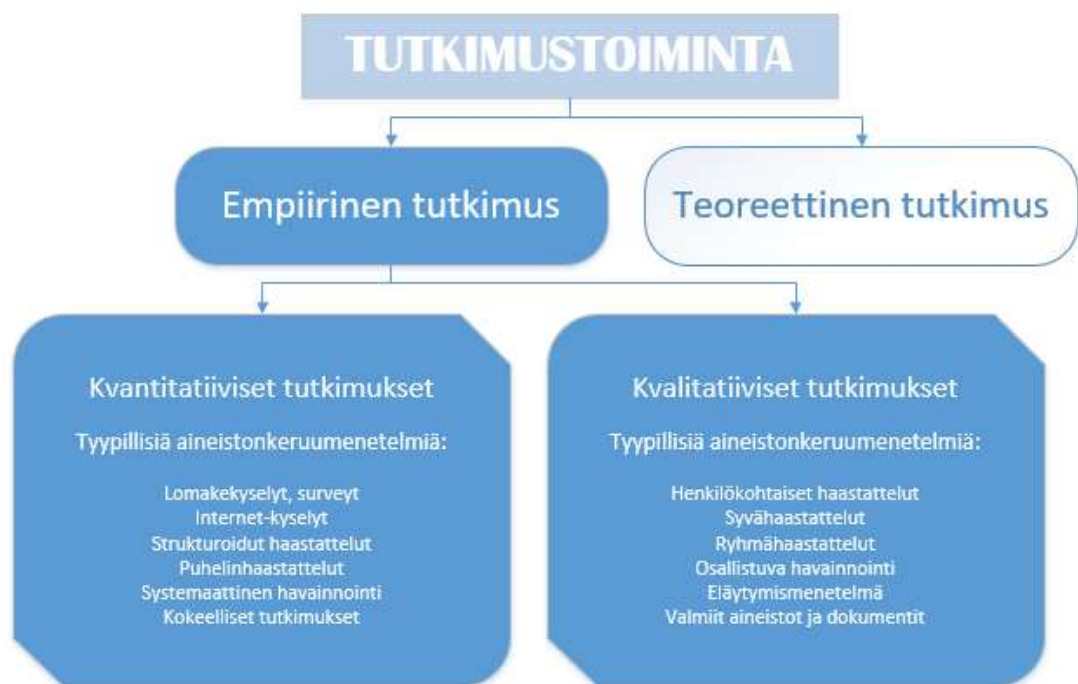 TUTKIMUSTOIMINTA
Empiirinen tutkimus
Teoreettinen tutkimus
Kvantitatiiviset tutkimukset
Tyypillisiä aineistonkeruumenetelmiä:
Lomakekyselyt, surveyt
Internet-kyselyt
Strukturoidut haastattelut
Puhelinhaastattelut
Systemaattinen havainnointi
Kokeelliset tutkimukset
Kvalitatiiviset tutkimukset
Tyypillisiä aineistonkeruumenetelmiä:
Henkilökohtaiset haastattelut
Syvähaastattelut
Ryhmähaastattelut
Osallistuva havainnointi
Eläytymismenetelmä
Valmiit aineistot ja dokumentit